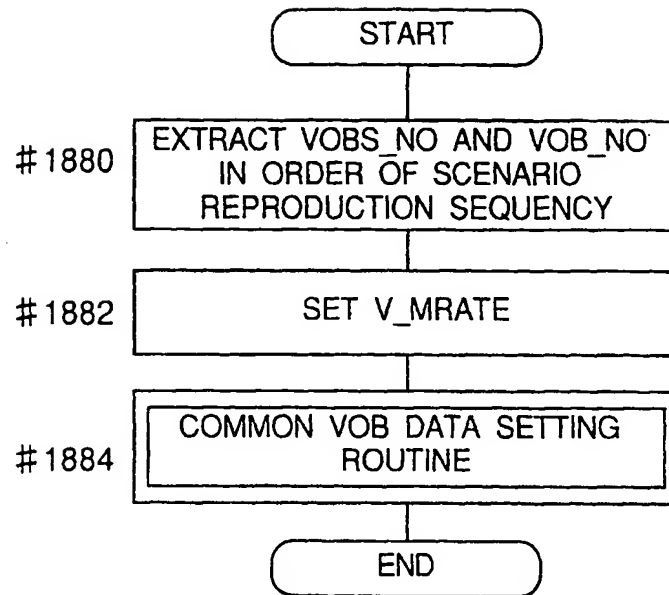 START
#1880
EXTRACT VOBS_NO AND VOB_NO
IN ORDER OF SCENARIO
REPRODUCTION SEQUENCY
#1882
SET V_MRATE
#1884
COMMON VOB DATA SETTING
ROUTINE
END